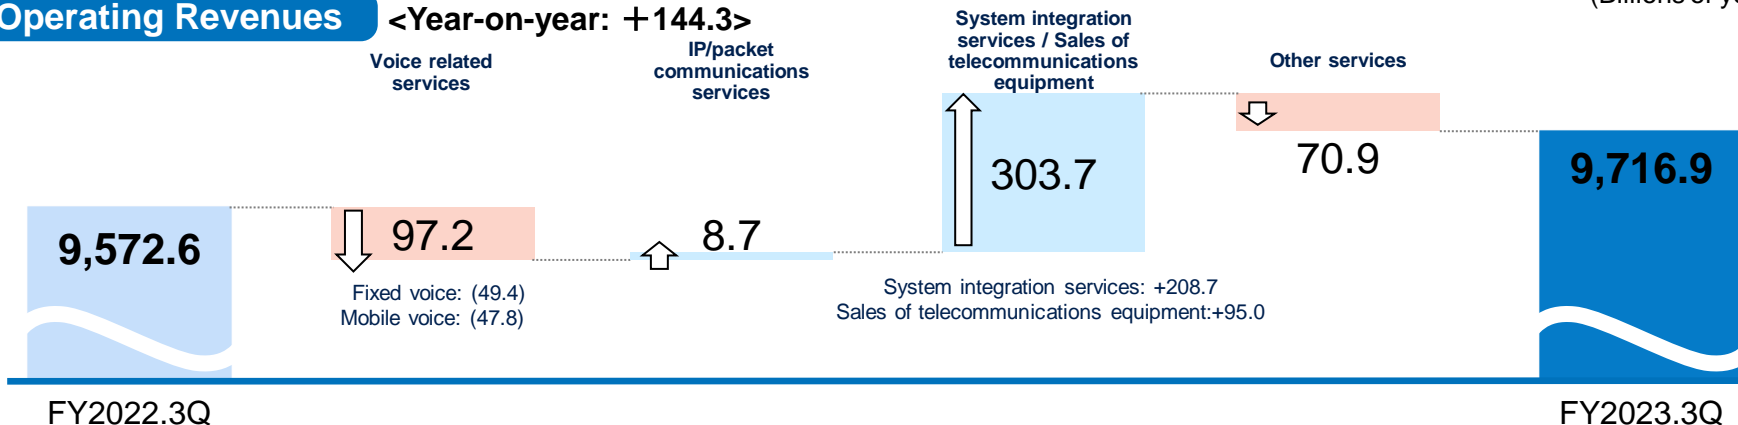 Operating Revenues
<Year-on-year: +144.3>
Voice related
services
IP/packet
communications
services
System integration
services / Sales of
telecommunications
equipment
Other services
9,572.6
97.2
8.7
303.7
70.9
9,716.9
Fixed voice: (49.4)
Mobile voice: (47.8)
System integration services: +208.7
Sales of telecommunications equipment:+95.0
FY2022.3Q
FY2023.3Q